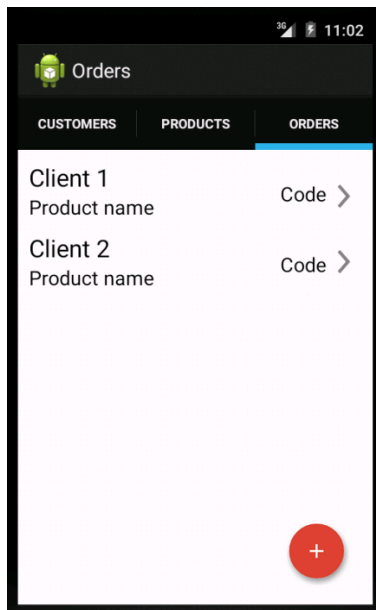 3G 11:02
Orders
CUSTOMERS PRODUCTS ORDERS
Client 1
Product name
Code
Client 2
Product name
Code
+